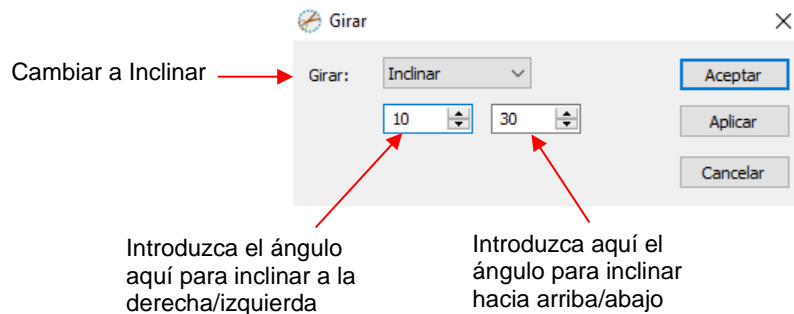 Girar
Cambiar a Inclinar
Girar:
Inclinar
Aceptar
10
30
Aplicar
Cancelar
Introduzca el ángulo
aquí para inclinar a la
derecha/izquierda
Introduzca aquí el
ángulo para inclinar
hacia arriba/abajo